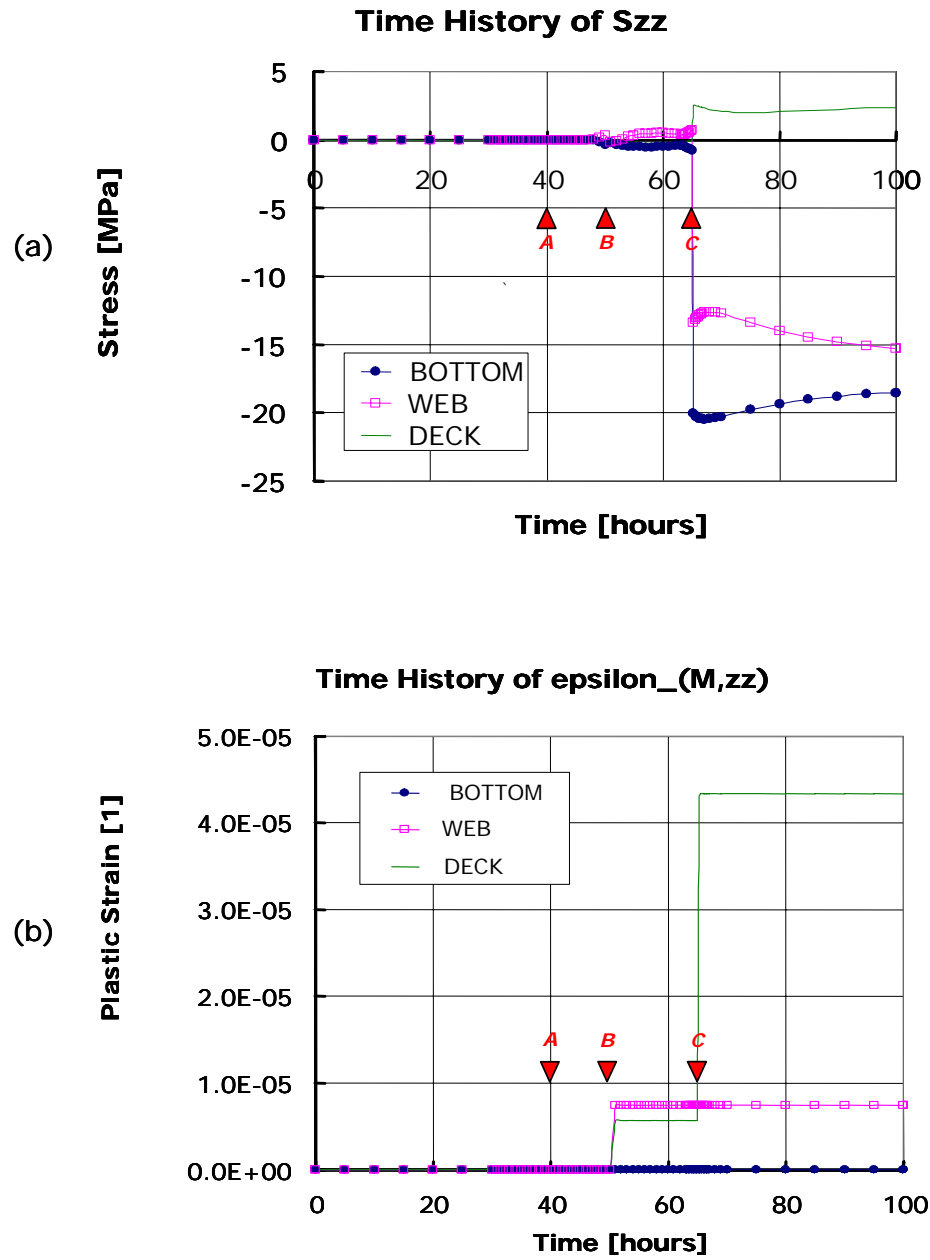 Time History of Szz
5
0
-5
-10
-15
-20
-25
0 20 40 60 80 100
Stress [MPa]
(a)
A B C
BOTTOM
WEB
DECK
Time [hours]
Time History of epsilon_(M,zz)
5.0E-05
4.0E-05
3.0E-05
2.0E-05
1.0E-05
0.0E+00
Plastic Strain [1]
(b)
BOTTOM
WEB
DECK
A B C
0 20 40 60 80 100
Time [hours]